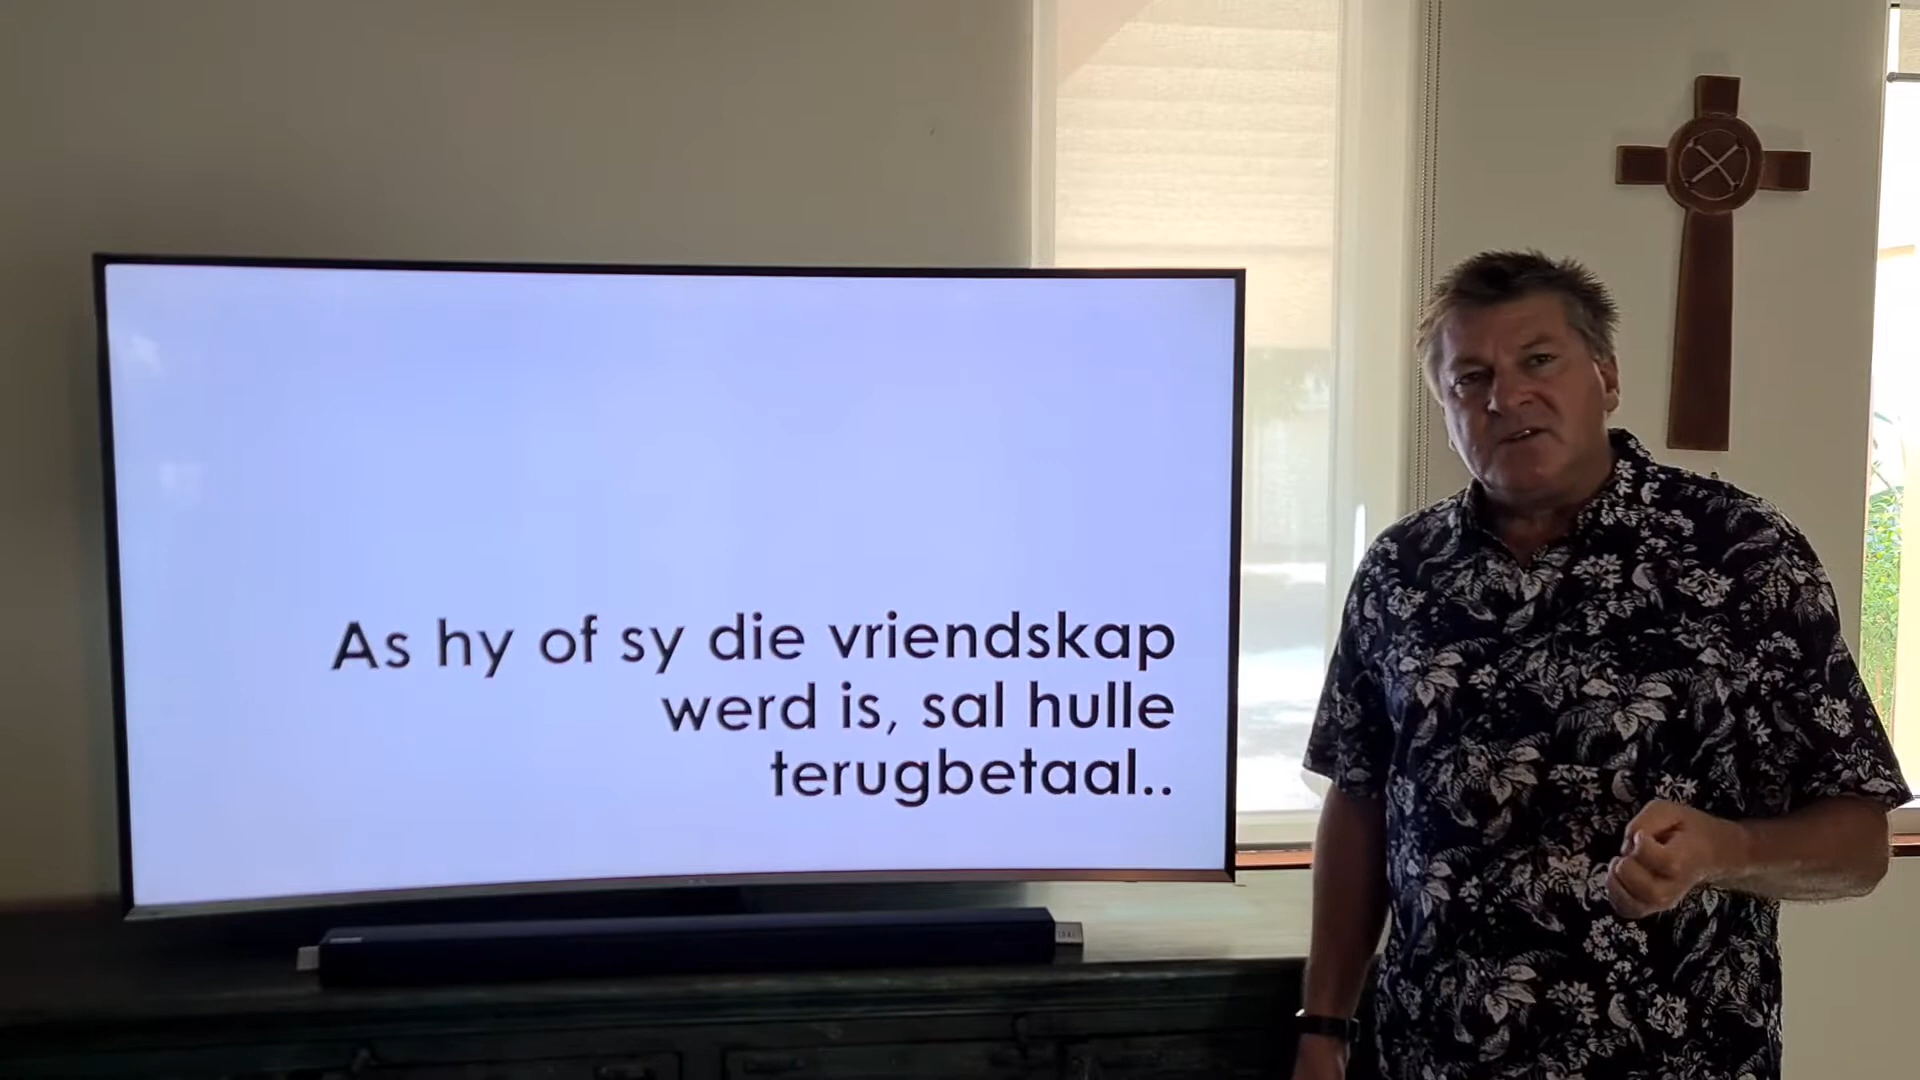 As hy of sy die vriendskap
werd is, sal hulle
terugbetaal..